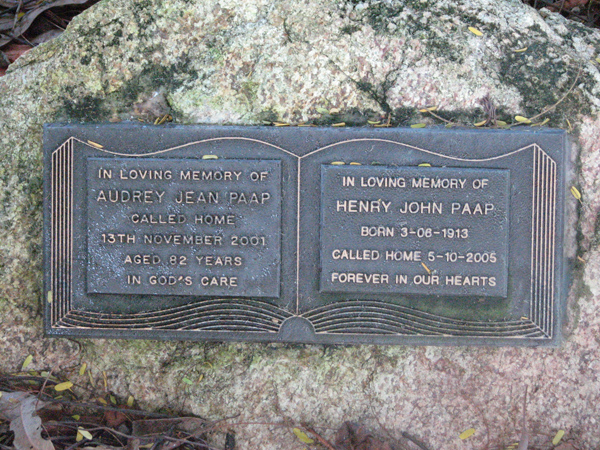 IN LOVING MEMORY OF
AUDREY JEAN PAAP
CALLED HOME
13TH NOVEMBER 2001
AGED 82 YEARS
IN GOD'S CARE
IN LOVING MEMORY OF
HENRY JOHN PAAP
BORN 3-06-1913
CALLED HOME 5-10-2005
FOREVER IN OUR HEARTS